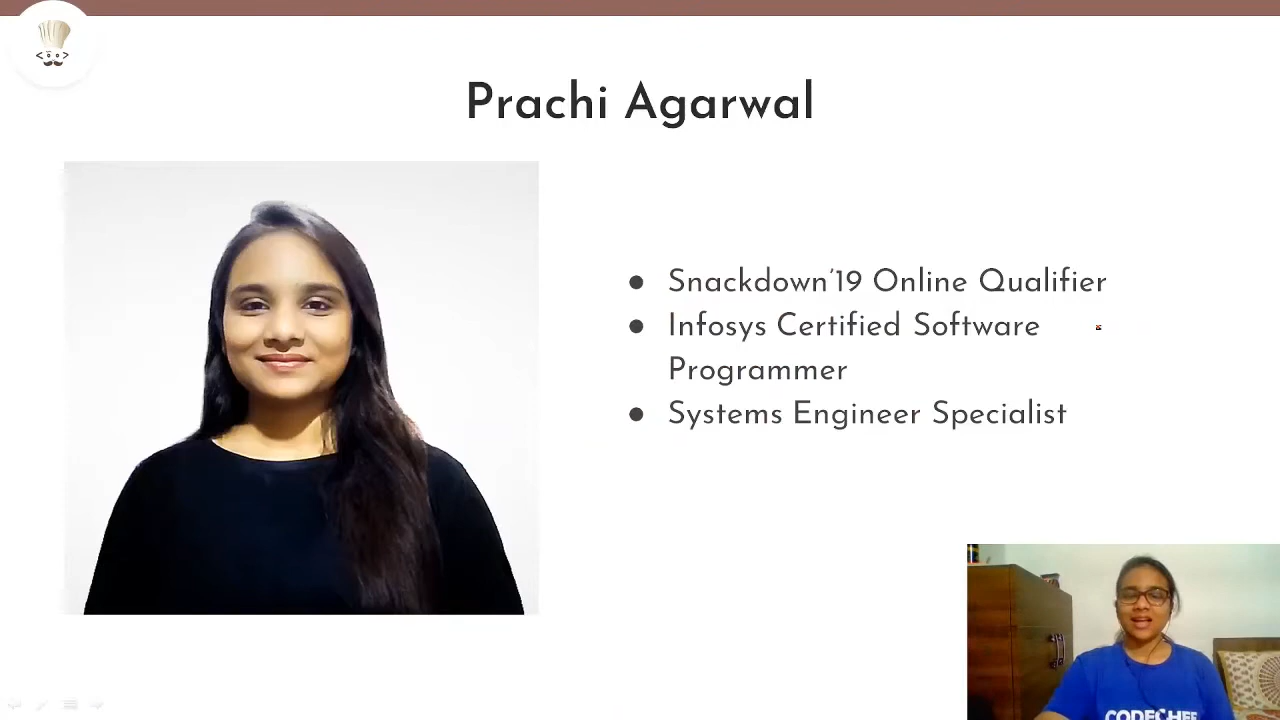 Prachi Agarwal
● Snackdown'19 Online Qualifier
● Infosys Certified Software
Programmer
● Systems Engineer Specialist
CODECHEF